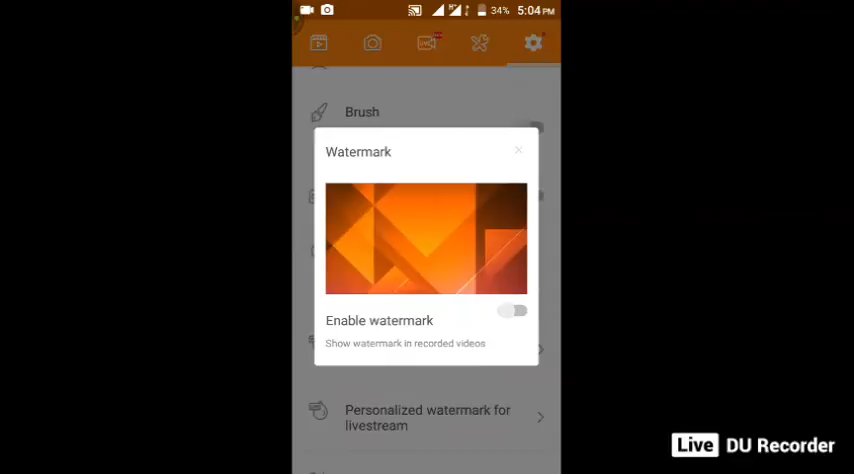 34% 5:04 PM
Brush
Watermark
Enable watermark
Show watermark in recorded videos
Personalized watermark for
livestream
Live DU Recorder